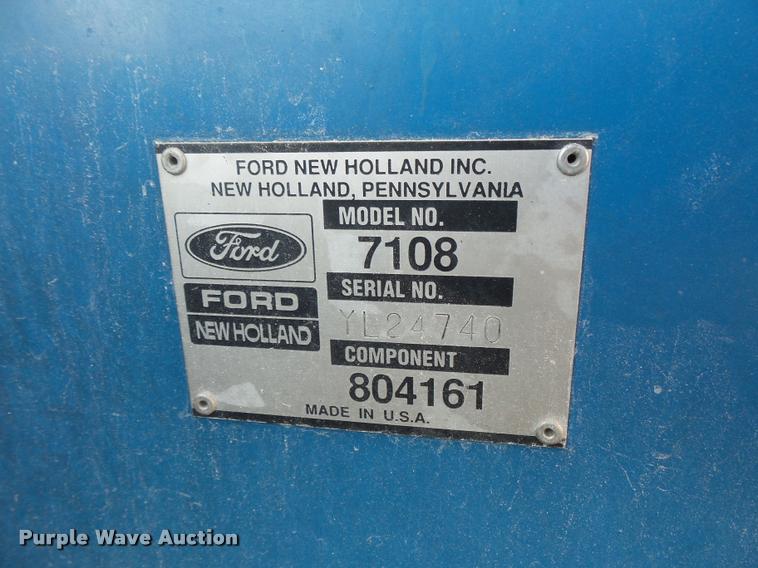 FORD NEW HOLLAND INC.
NEW HOLLAND, PENNSYLVANIA
Ford
FORD
NEW HOLLAND
MODEL NO.
7108
SERIAL NO.
YL24740
COMPONENT
804161
MADE IN U.S.A.
Purple Wave Auction®